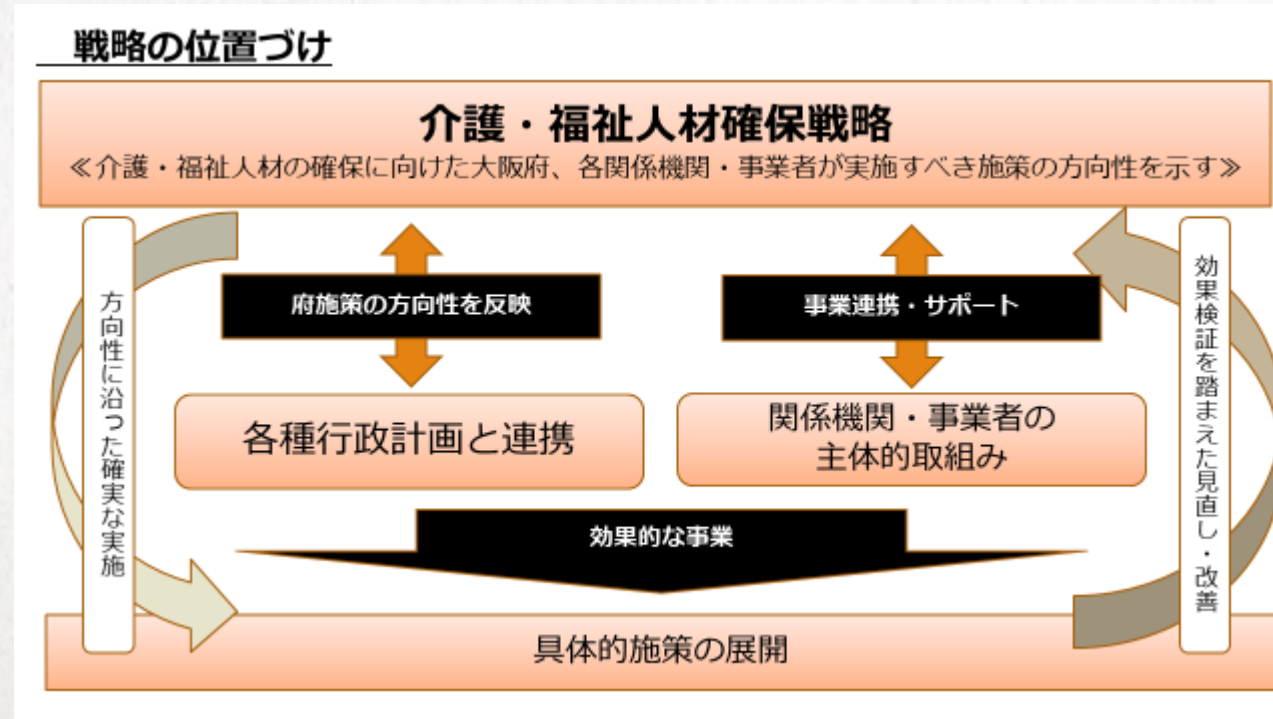 戦略の位置づけ
介護・福祉人材確保戦略
≪介護・福祉人材の確保に向けた大阪府、各関係機関・事業者が実施すべき施策の方向性を示す≫
方向性に沿った確実な実施
府施策の方向性を反映
事業連携・サポート
効果検証を踏まえた見直し・改善
各種行政計画と連携
関係機関・事業者の
主体的取組み
効果的な事業
具体的施策の展開